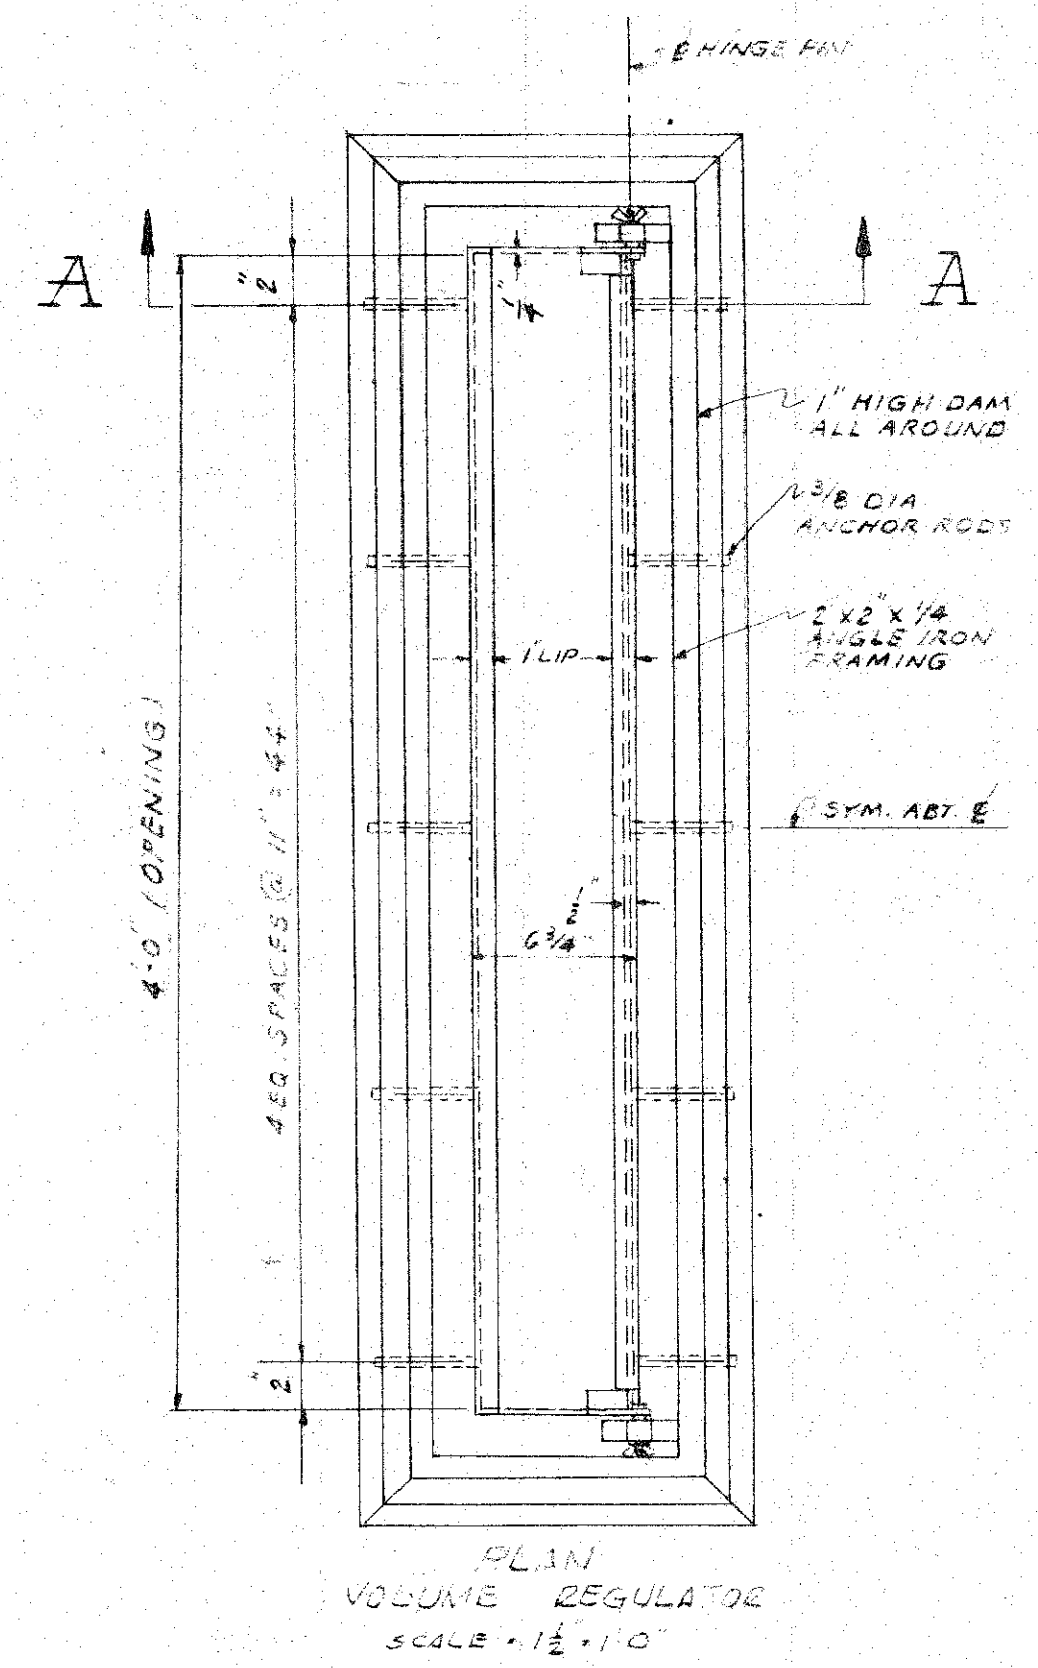 ℄ HINGE PIN
A
A
2"
1/4"
1" HIGH DAM
ALL AROUND
3/8 DIA
ANCHOR RODS
2 x 2" x 1/4
ANGLE IRON
FRAMING
1" LIP
4'-0" (OPENING)
4 EQ. SPACES @ 11" = 44"
SYM. ABT. ℄
1/2"
6 3/4"
2"
PLAN
VOLUME REGULATOR
SCALE • 1 1/2" = 1'0"